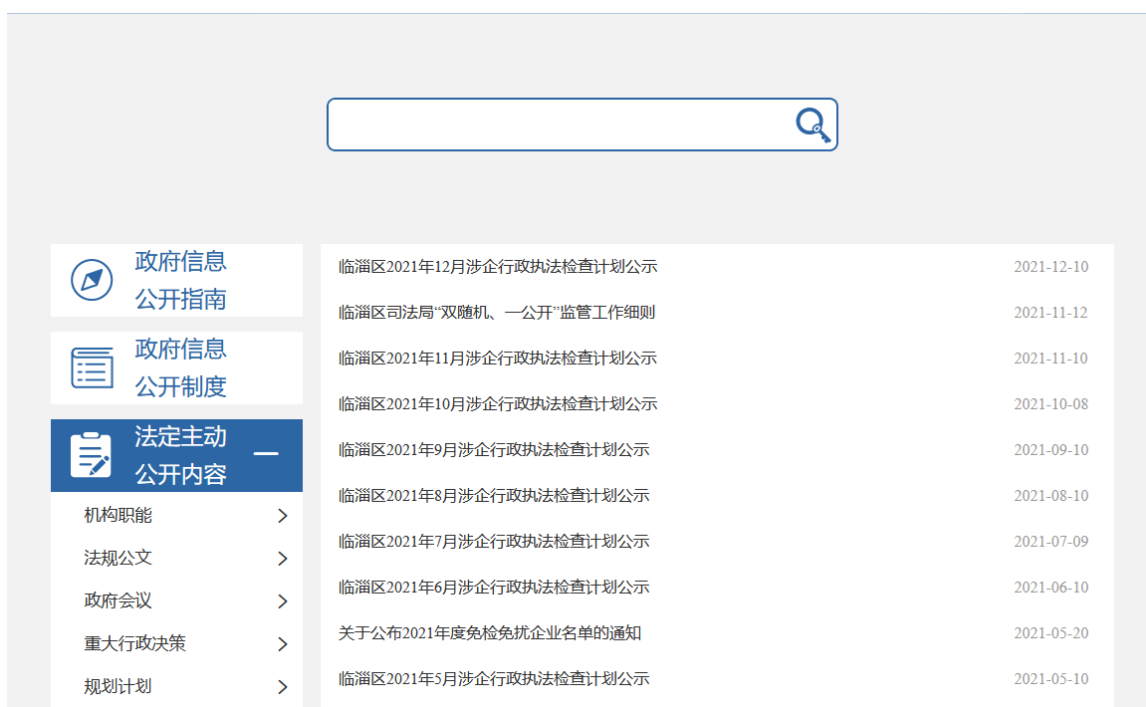 政府信息
公开指南
政府信息
公开制度
法定主动
公开内容
机构职能
法规公文
政府会议
重大行政决策
规划计划
临淄区2021年12月涉企行政执法检查计划公示 2021-12-10
临淄区司法局“双随机、一公开”监管工作细则 2021-11-12
临淄区2021年11月涉企行政执法检查计划公示 2021-11-10
临淄区2021年10月涉企行政执法检查计划公示 2021-10-08
临淄区2021年9月涉企行政执法检查计划公示 2021-09-10
临淄区2021年8月涉企行政执法检查计划公示 2021-08-10
临淄区2021年7月涉企行政执法检查计划公示 2021-07-09
临淄区2021年6月涉企行政执法检查计划公示 2021-06-10
关于公布2021年度免检免扰企业名单的通知 2021-05-20
临淄区2021年5月涉企行政执法检查计划公示 2021-05-10